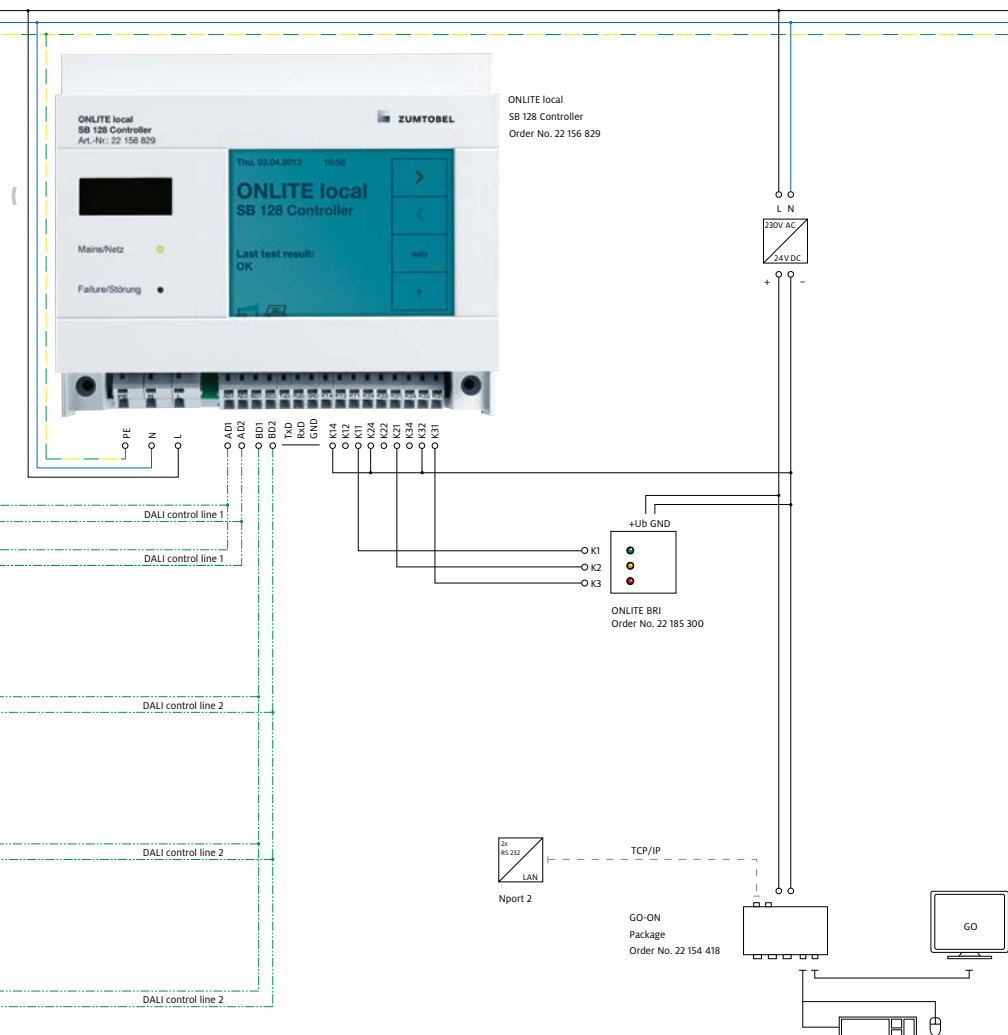 ONLITE local
SB 128 Controller
Art.-Nr.: 22 156 829
ZUMTOBEL
Thu, 03.04.2013 10:58
ONLITE local
SB 128 Controller
Last test result:
OK
>
<
info
?
Mains/Netz
Failure/Störung
ONLITE local
SB 128 Controller
Order No. 22 156 829
L N
230V AC
24 V DC
+ −
PE
N
L
AD1
AD2
BD1
BD2
TxD
RxD
GND
K14
K12
K11
K24
K22
K21
K34
K32
K31
DALI control line 1
DALI control line 1
+Ub GND
K1
K2
K3
ONLITE BRI
Order No. 22 185 300
DALI control line 2
DALI control line 2
DALI control line 2
2x
RS 232
LAN
Nport 2
TCP/IP
GO-ON
Package
Order No. 22 154 418
GO